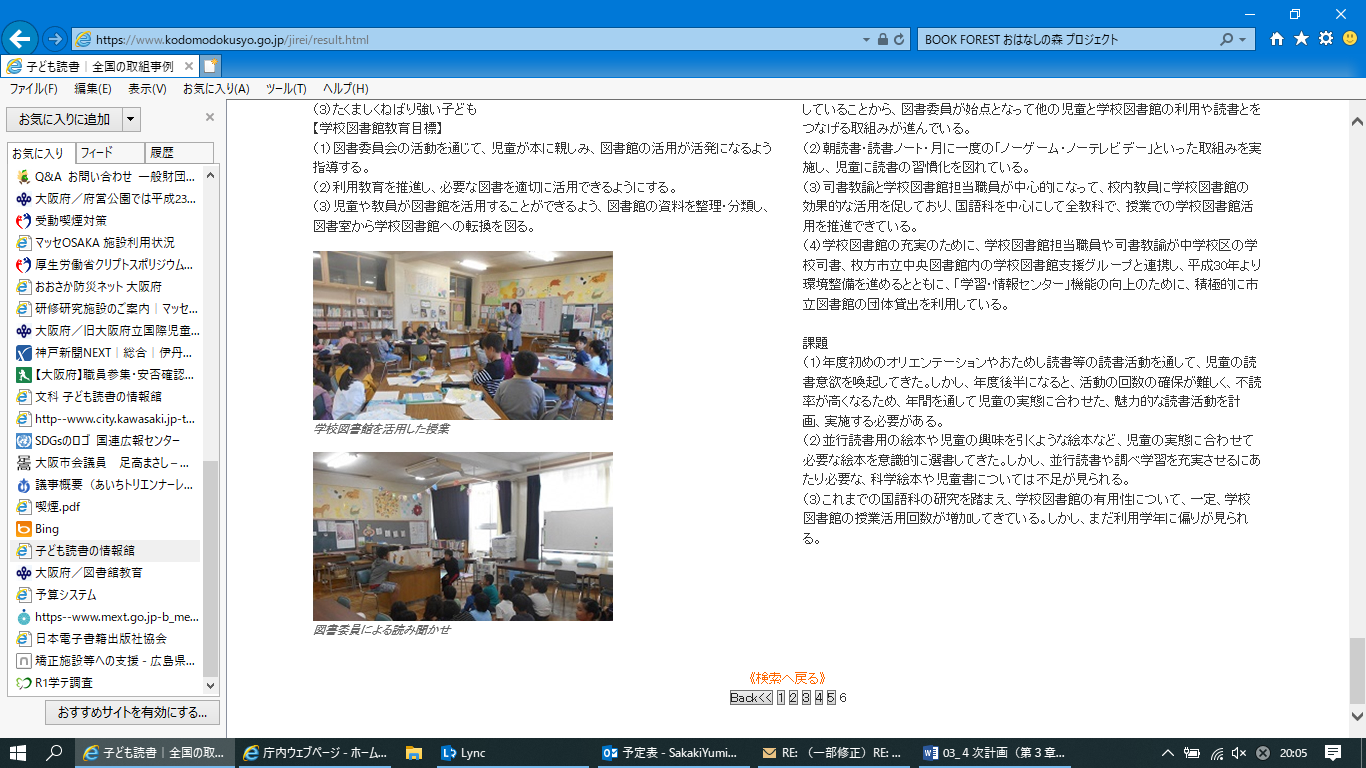 https://www.kodomodokusyo.go.jp/jirei/result.html
BOOK FOREST おはなしの森 プロジェクト
子ども読書｜全国の取組事例
ファイル(F) 編集(E) 表示(V) お気に入り(A) ツール(T) ヘルプ(H)
お気に入りに追加
お気に入り フィード 履歴
Q&A お問い合わせ 一般財団...
大阪府／府営公園では平成23...
受動喫煙対策
マッセOSAKA 施設利用状況
厚生労働省クリプトスポリジウム...
おおさか防災ネット 大阪府
研修研究施設のご案内｜マッセ...
大阪府／旧大阪府立国際児童...
神戸新聞NEXT｜総合｜伊丹...
【大阪府】職員参集・安否確認...
文科 子ども読書の情報館
http--www.city.kawasaki.jp-t...
SDGsのロゴ 国連広報センター
大阪市会議員 足高まさし－...
議事概要（あいちトリエンナーレ...
喫煙.pdf
Bing
子ども読書の情報館
大阪府／図書館教育
予算システム
https--www.mext.go.jp-b_me...
日本電子書籍出版社協会
矯正施設等への支援 - 広島県...
R1学テ調査
おすすめサイトを有効にする...
（3）たくましくねばり強い子ども
【学校図書館教育目標】
（1）図書委員会の活動を通じて、児童が本に親しみ、図書館の活用が活発になるよう
指導する。
（2）利用教育を推進し、必要な図書を適切に活用できるようにする。
（3）児童や教員が図書館を活用することができるよう、図書館の資料を整理・分類し、
図書室から学校図書館への転換を図る。
学校図書館を活用した授業
図書委員による読み聞かせ
していることから、図書委員が始点となって他の児童と学校図書館の利用や読書とを
つなげる取組みが進んでいる。
（2）朝読書・読書ノート・月に一度の「ノーゲーム・ノーテレビデー」といった取組みを実
施し、児童に読書の習慣化を図れている。
（3）司書教諭と学校図書館担当職員が中心的になって、校内教員に学校図書館の
効果的な活用を促しており、国語科を中心にして全教科で、授業での学校図書館活
用を推進できている。
（4）学校図書館の充実のために、学校図書館担当職員や司書教諭が中学校区の学
校司書、枚方市立中央図書館内の学校図書館支援グループと連携し、平成30年より
環境整備を進めるとともに、「学習・情報センター」機能の向上のために、積極的に市
立図書館の団体貸出を利用している。
課題
（1）年度初めのオリエンテーションやおためし読書等の読書活動を通して、児童の読
書意欲を喚起してきた。しかし、年度後半になると、活動の回数の確保が難しく、不読
率が高くなるため、年間を通して児童の実態に合わせた、魅力的な読書活動を計
画、実施する必要がある。
（2）並行読書用の絵本や児童の興味を引くような絵本など、児童の実態に合わせて
必要な絵本を意識的に選書してきた。しかし、並行読書や調べ学習を充実させるにあ
たり必要な、科学絵本や児童書については不足が見られる。
（3）これまでの国語科の研究を踏まえ、学校図書館の有用性について、一定、学校
図書館の授業活用回数が増加してきている。しかし、まだ利用学年に偏りが見られ
る。
《検索へ戻る》
Back<< 1 2 3 4 5 6
子ども読書｜全国の取... 庁内ウェブページ - ホーム... Lync 予定表 - SakakiYumi... RE: （一部修正）RE: ... 03_４次計画（第３章... 20:05